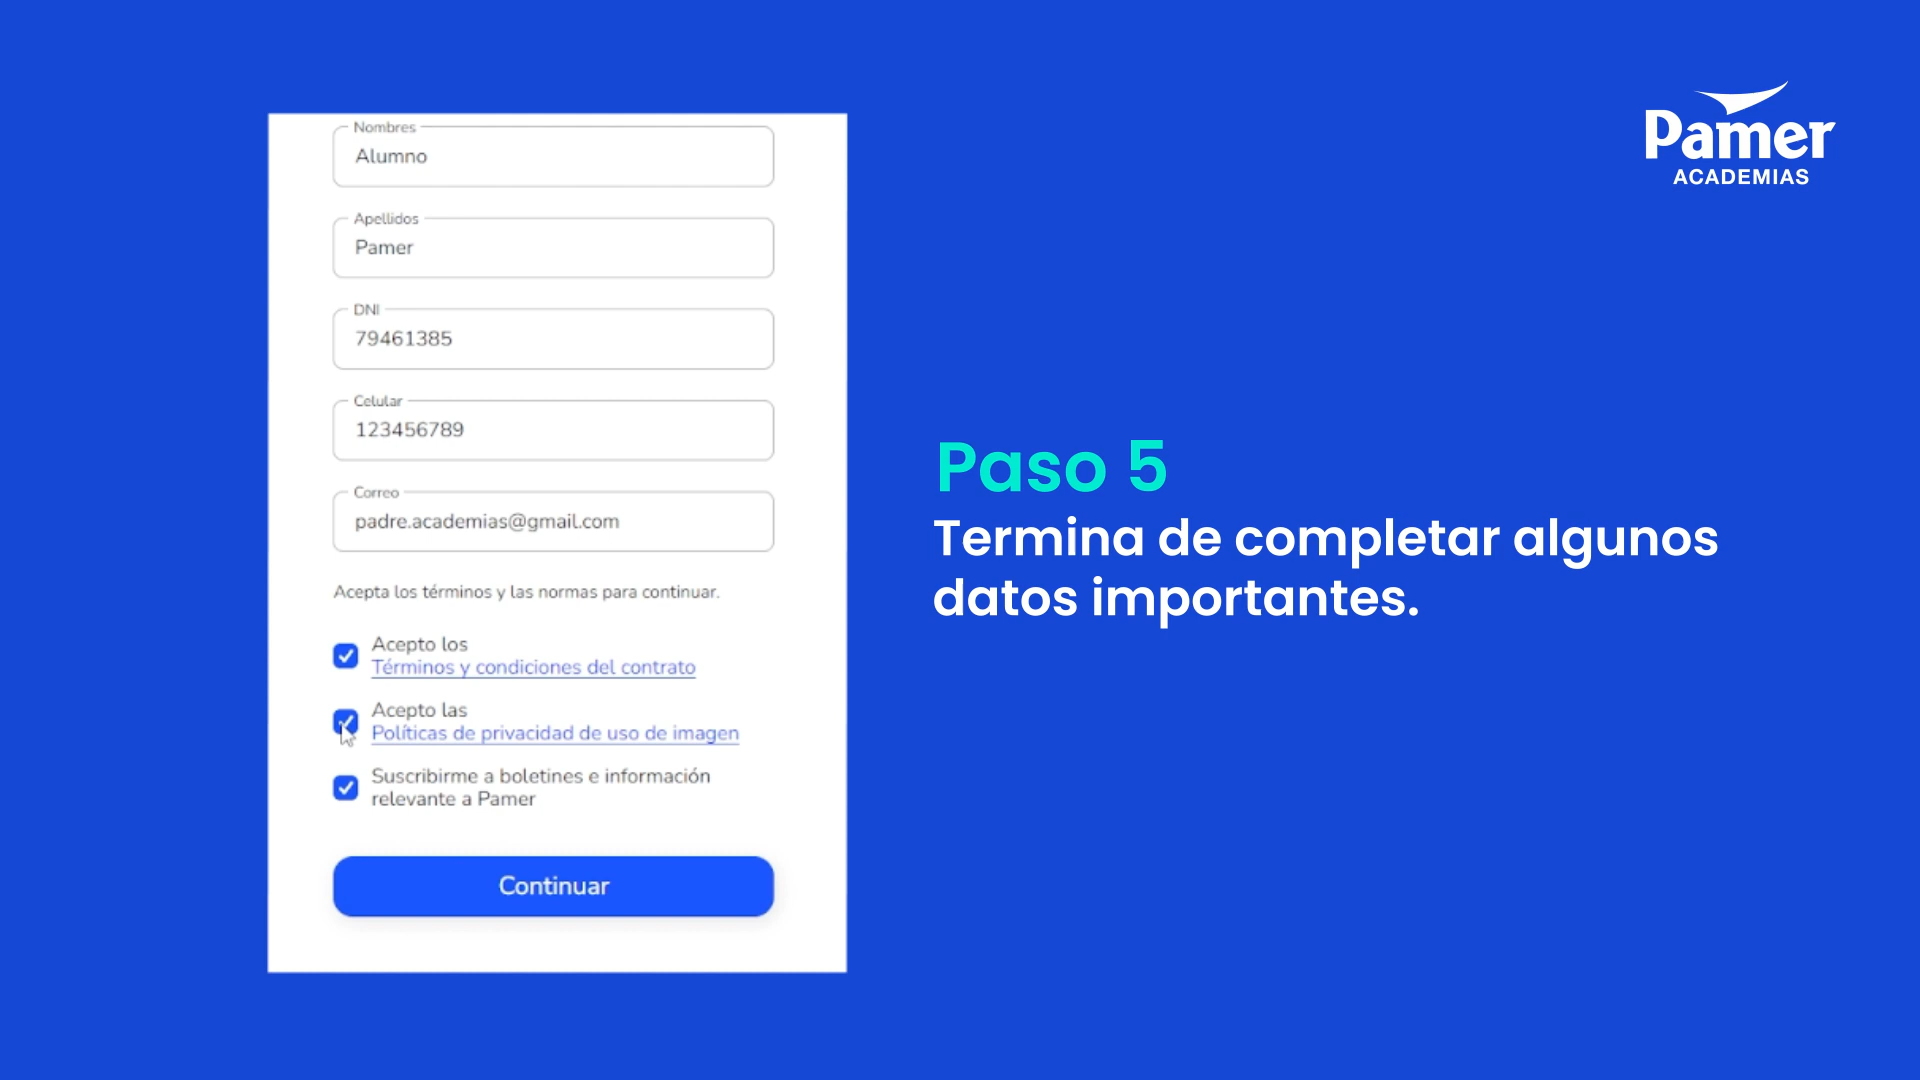 Nombres
Alumno
Apellidos
Pamer
DNI
79461385
Celular
123456789
Correo
padre.academias@gmail.com
Acepta los términos y las normas para continuar.
Acepto los
Términos y condiciones del contrato
Acepto las
Políticas de privacidad de uso de imagen
Suscribirme a boletines e información
relevante a Pamer
Continuar
Pamer
ACADEMIAS
Paso 5
Termina de completar algunos
datos importantes.